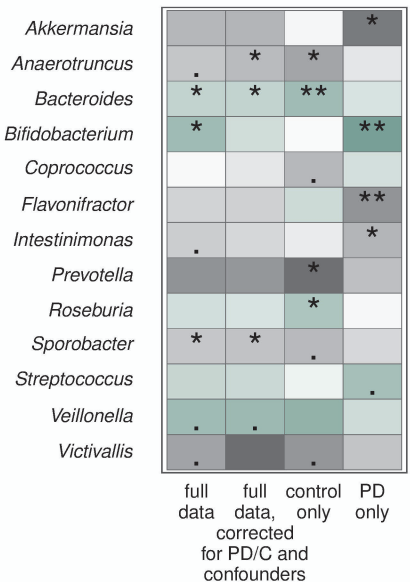 Akkermansia *
Anaerotruncus . * *
Bacteroides * * **
Bifidobacterium * **
Coprococcus .
Flavonifractor **
Intestinimonas . *
Prevotella *
Roseburia *
Sporobacter * * .
Streptococcus .
Veillonella . .
Victivallis . .
full full control PD
data data, only only
corrected
for PD/C and
confounders